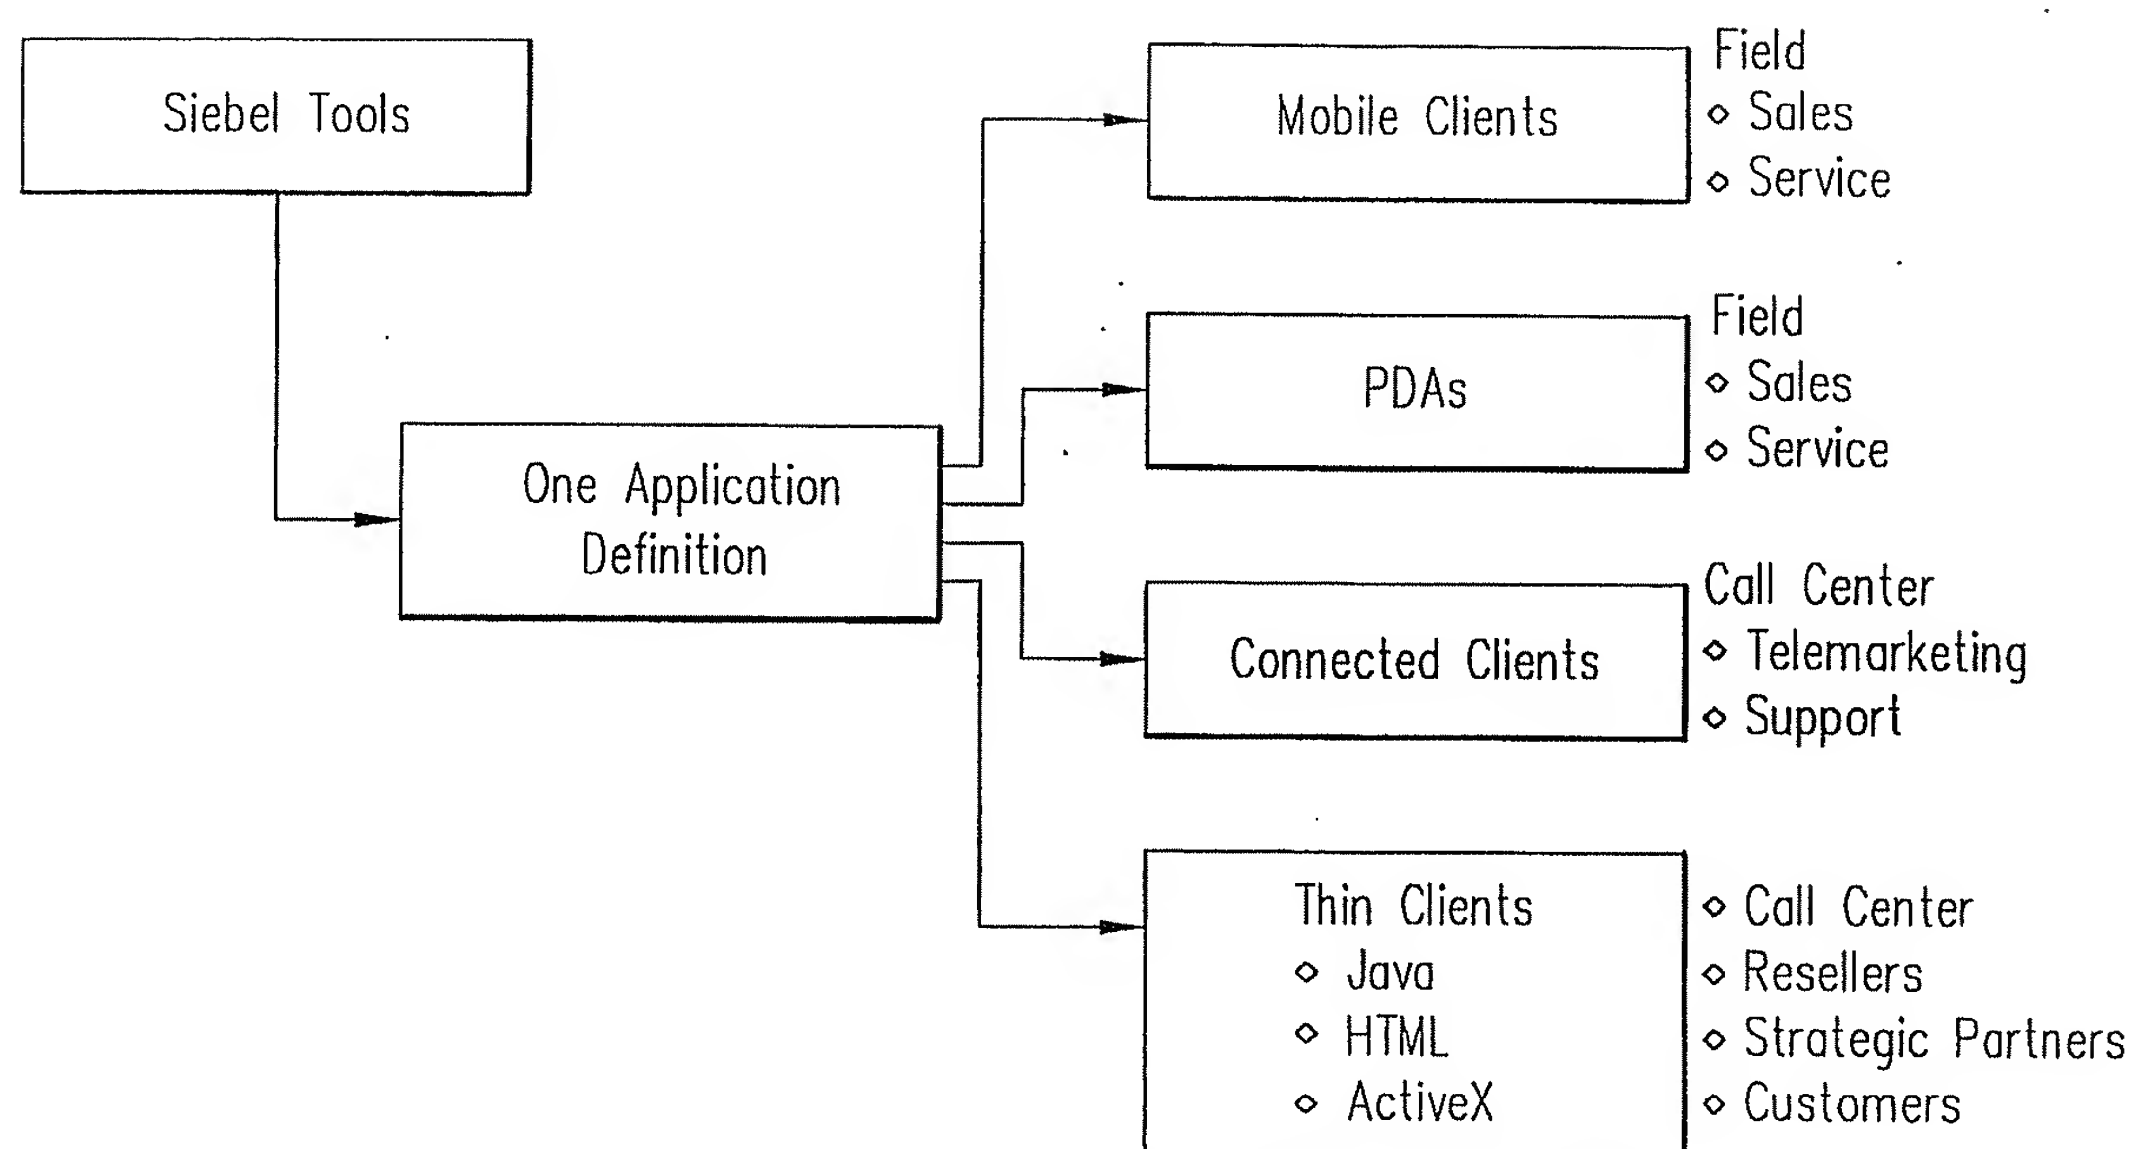 Siebel Tools
One Application
Definition
Mobile Clients
Field
◇ Sales
◇ Service
PDAs
Field
◇ Sales
◇ Service
Connected Clients
Call Center
◇ Telemarketing
◇ Support
Thin Clients
◇ Java
◇ HTML
◇ ActiveX
◇ Call Center
◇ Resellers
◇ Strategic Partners
◇ Customers